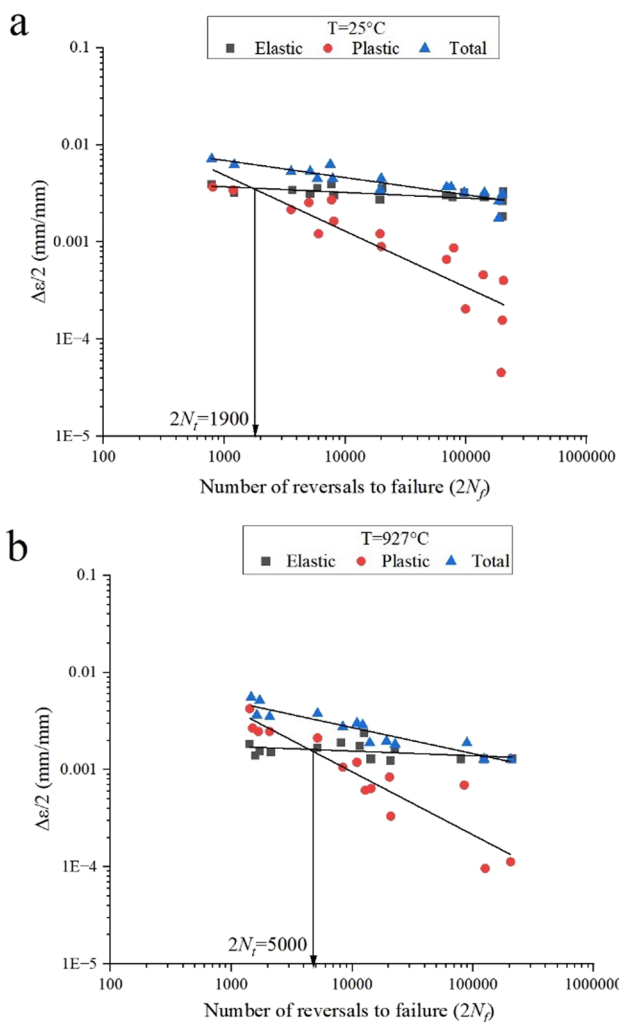 a
T=25°C
Elastic Plastic Total
0.1
0.01
0.001
1E−4
1E−5
Δε/2 (mm/mm)
2Nt=1900
100 1000 10000 100000 1000000
Number of reversals to failure (2Nf)
b
T=927°C
Elastic Plastic Total
0.1
0.01
0.001
1E−4
1E−5
Δε/2 (mm/mm)
2Nt=5000
100 1000 10000 100000 1000000
Number of reversals to failure (2Nf)